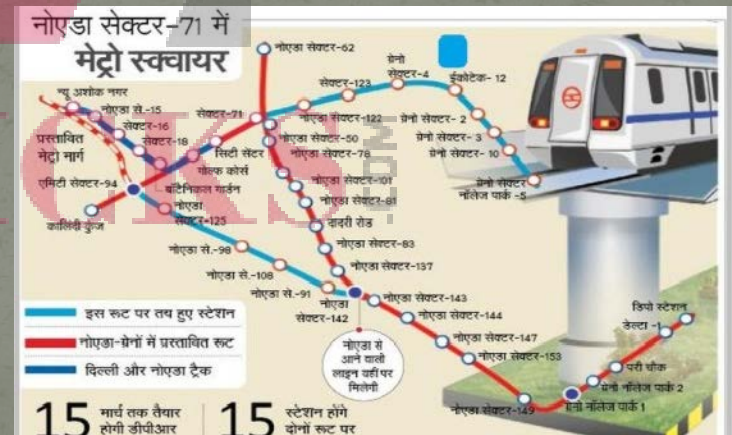 नोएडा सेक्टर-71 में
मेट्रो स्क्वायर
नोएडा सेक्टर-62
ग्रेनो
सेक्टर-4
ईकोटेक- 12
सेक्टर-123
न्यू अशोक नगर
नोएडा से.-15
सेक्टर-16
सेक्टर-18
सेक्टर-71
नोएडा सेक्टर-122
ग्रेनो सेक्टर- 2
ग्रेनो सेक्टर- 3
ग्रेनो सेक्टर- 10
ग्रेनो सेक्टर
नॉलेज पार्क -5
प्रस्तावित
मेट्रो मार्ग
सिटी सेंटर
गोल्फ कोर्स
बॉटैनिकल गार्डन
नोएडा सेक्टर-50
नोएडा सेक्टर-78
नोएडा सेक्टर-101
नोएडा सेक्टर-81
दादरी रोड
नोएडा सेक्टर-83
नोएडा सेक्टर-137
एमिटी सेक्टर-94
कालिंदी कुंज
नोएडा
सेक्टर-125
नोएडा से.-98
नोएडा से.-108
नोएडा से.-91
नोएडा
सेक्टर-142
नोएडा सेक्टर-143
नोएडा सेक्टर-144
नोएडा सेक्टर-147
नोएडा सेक्टर-153
नोएडा सेक्टर-149
डिपो स्टेशन
डेल्टा -1
परी चौक
ग्रेनो नॉलेज पार्क 2
ग्रेनो नॉलेज पार्क 1
इस रूट पर तय हुए स्टेशन
नोएडा-ग्रेनो में प्रस्तावित रूट
दिल्ली और नोएडा ट्रैक
नोएडा से
आने वाली
लाइन यहीं पर
मिलेगी
15 मार्च तक तैयार
होगी डीपीआर
15 स्टेशन होंगे
दोनों रूट पर